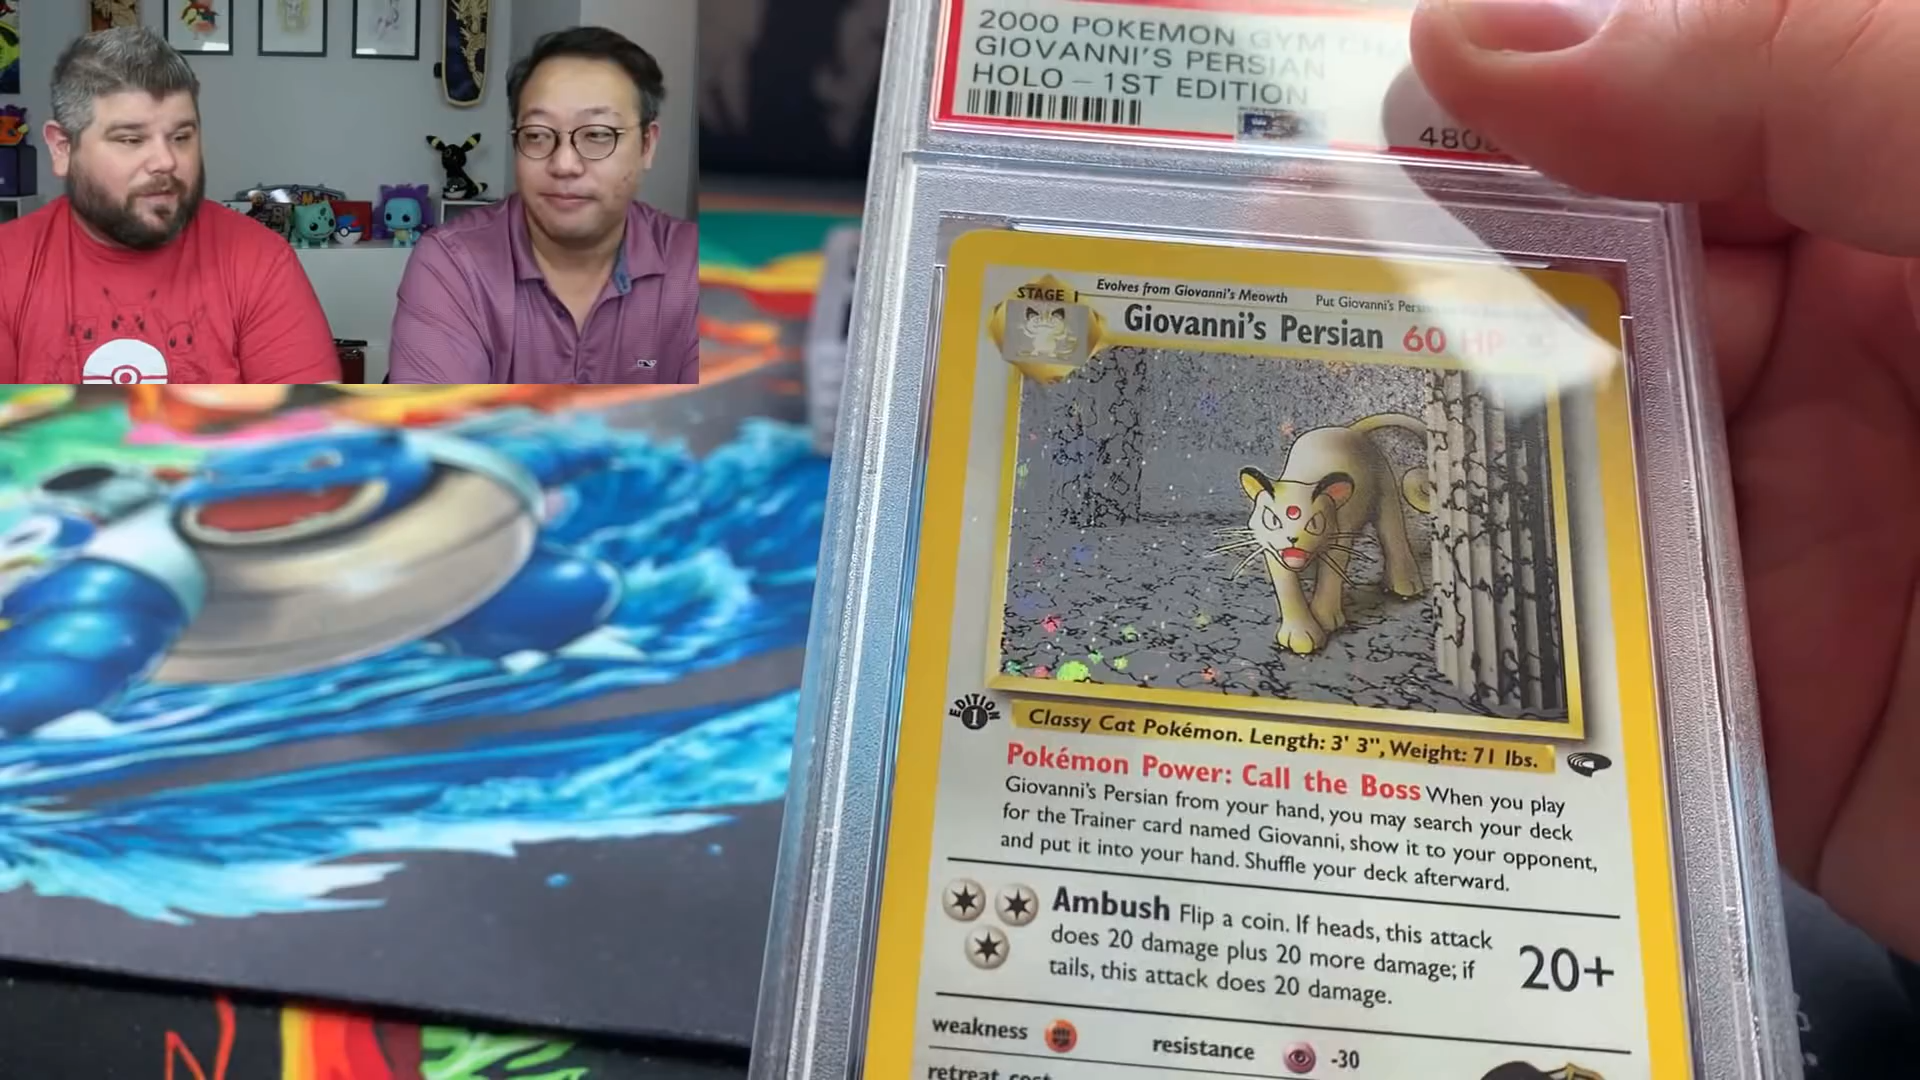 2000 POKEMON GYM CHA
GIOVANNI'S PERSIAN
HOLO - 1ST EDITION
480
STAGE 1
Evolves from Giovanni's Meowth
Put Giovanni's
Giovanni's Persian 60 HP
EDITION
1
Classy Cat Pokémon. Length: 3' 3", Weight: 71 lbs.
Pokémon Power: Call the Boss When you play
Giovanni's Persian from your hand, you may search your deck
for the Trainer card named Giovanni, show it to your opponent,
and put it into your hand. Shuffle your deck afterward.
Ambush Flip a coin. If heads, this attack
does 20 damage plus 20 more damage; if
tails, this attack does 20 damage.
20+
weakness
resistance
-30
retreat cost